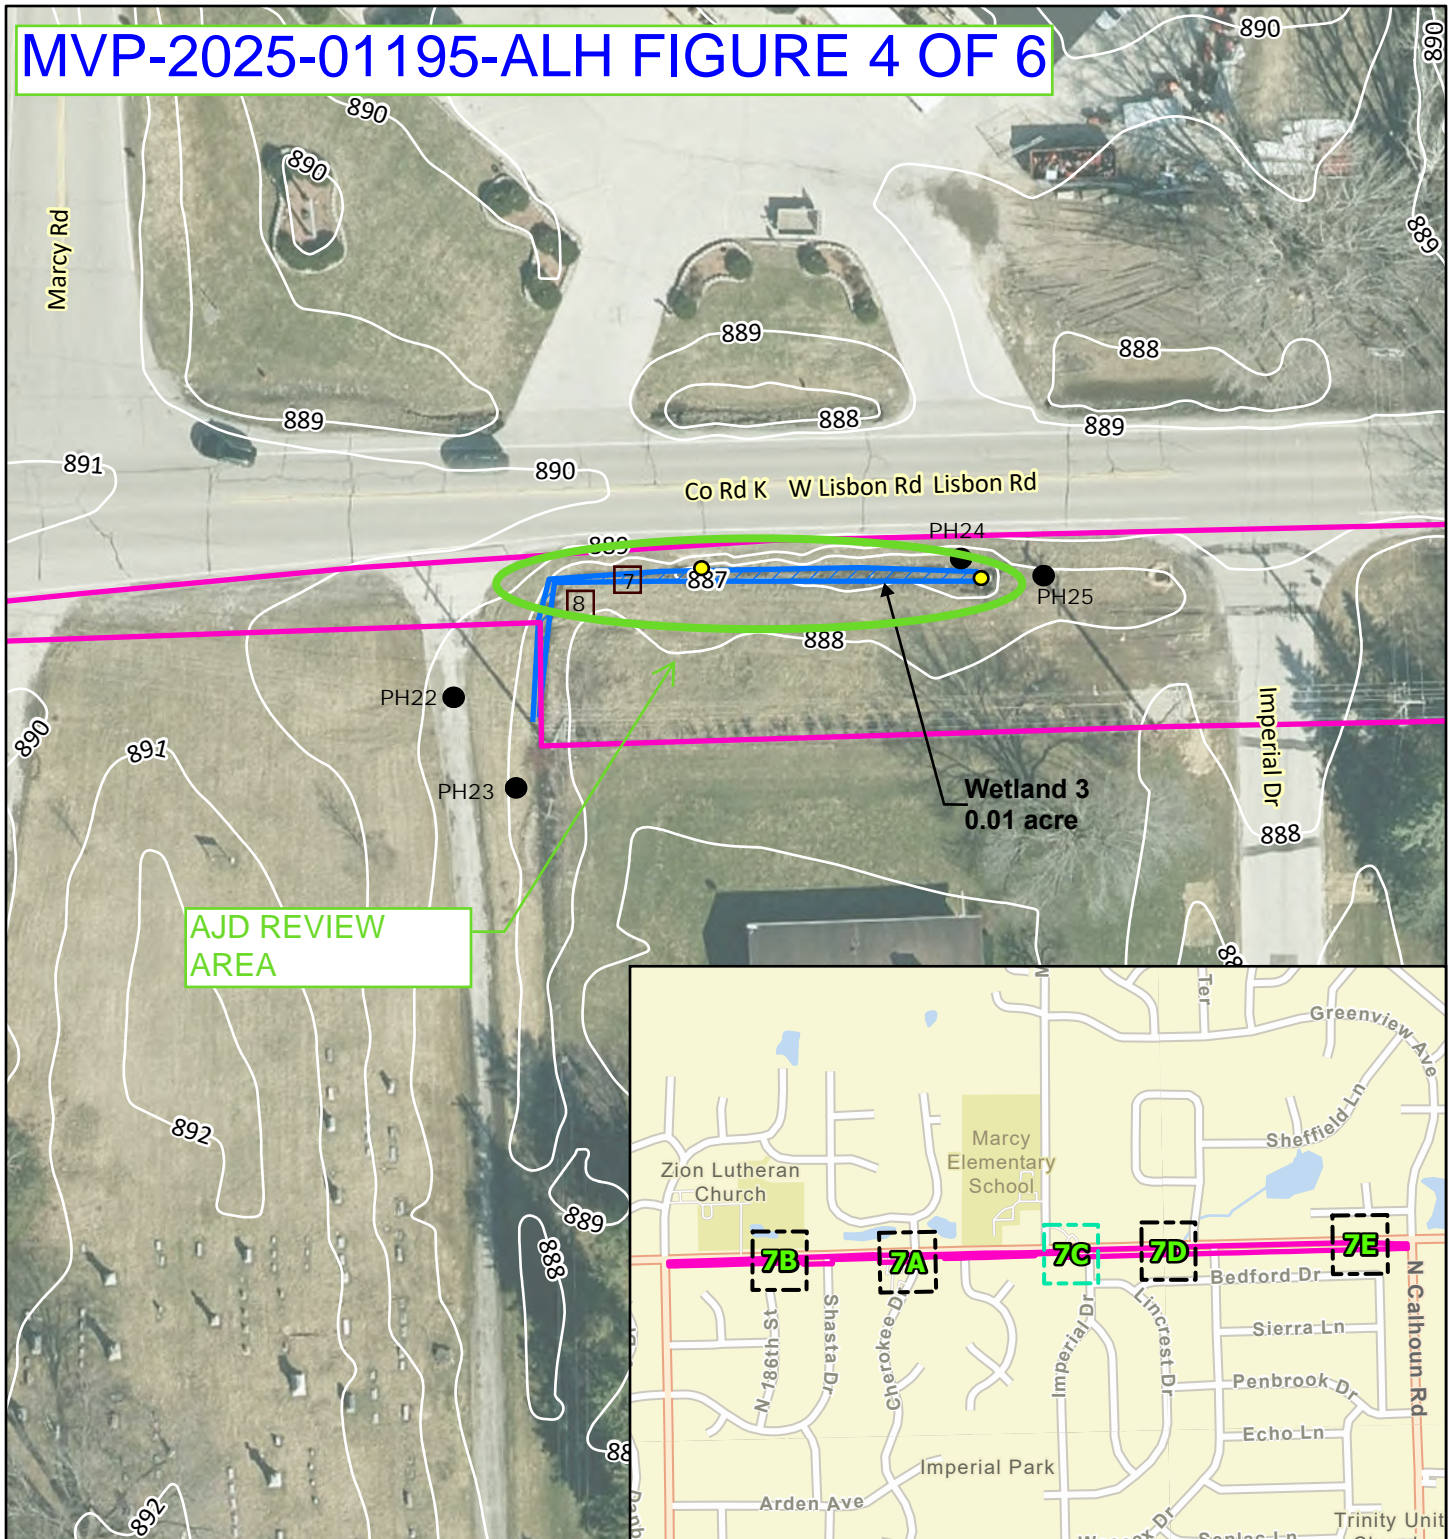 MVP-2025-01195-ALH FIGURE 4 OF 6
890
890
890
890
889
Marcy Rd
889
888
889
888
889
891
890
Co Rd K W Lisbon Rd Lisbon Rd
PH24
889
7
887
8
PH25
888
PH22
Imperial Dr
890
891
PH23
Wetland 3
0.01 acre
888
AJD REVIEW
AREA
892
889
888
892
Ter
Greenview Ave
Sheffield Ln
Marcy
Elementary
School
Zion Lutheran
Church
7B
7A
7C
7D
7E
Bedford Dr
N 186th St
Shasta Dr
Cherokee Dr
Imperial Dr
Lincrest Dr
Sierra Ln
N Calhoun Rd
Penbrook Dr
Echo Ln
Imperial Park
Arden Ave
Trinity Unit